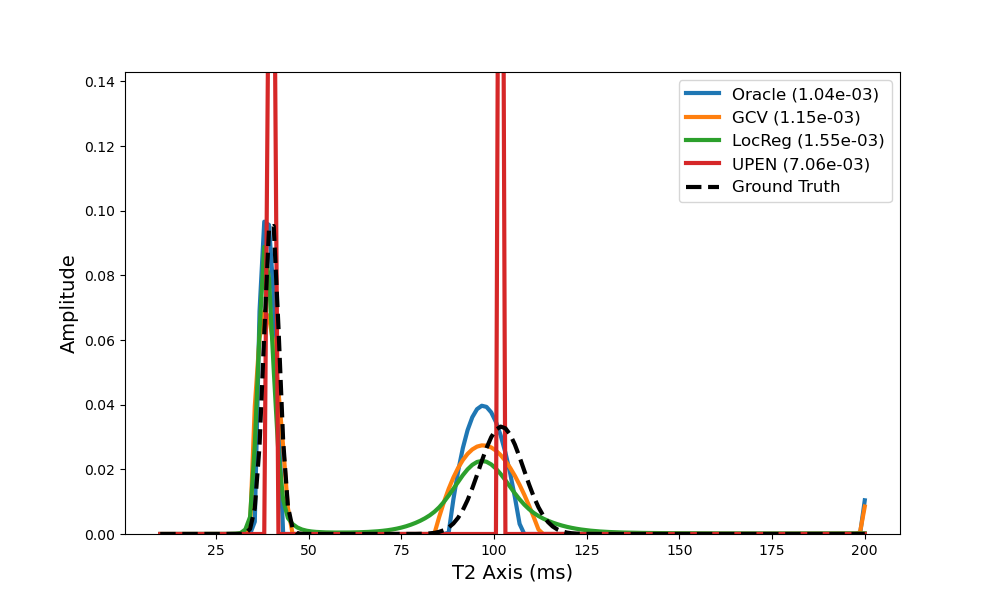 0.14
0.12
0.10
0.08
0.06
0.04
0.02
0.00
Amplitude
Oracle (1.04e-03)
GCV (1.15e-03)
LocReg (1.55e-03)
UPEN (7.06e-03)
Ground Truth
25 50 75 100 125 150 175 200
T2 Axis (ms)